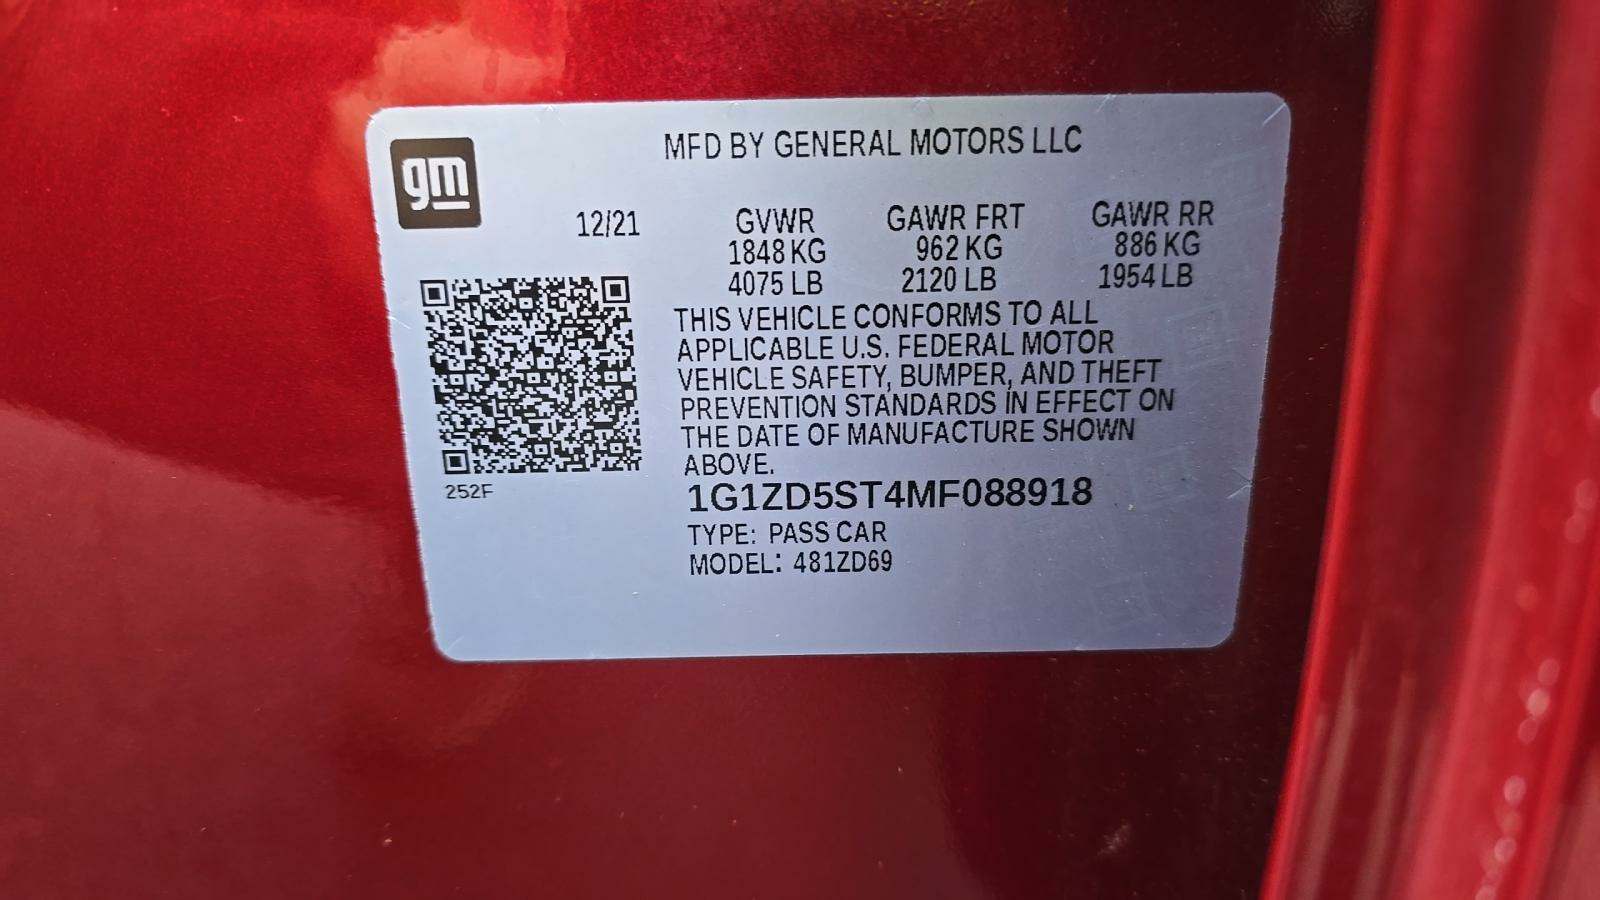 gm
MFD BY GENERAL MOTORS LLC
12/21 GVWR GAWR FRT GAWR RR
1848 KG 962 KG 886 KG
4075 LB 2120 LB 1954 LB
THIS VEHICLE CONFORMS TO ALL
APPLICABLE U.S. FEDERAL MOTOR
VEHICLE SAFETY, BUMPER, AND THEFT
PREVENTION STANDARDS IN EFFECT ON
THE DATE OF MANUFACTURE SHOWN
ABOVE.
252F
1G1ZD5ST4MF088918
TYPE: PASS CAR
MODEL: 481ZD69